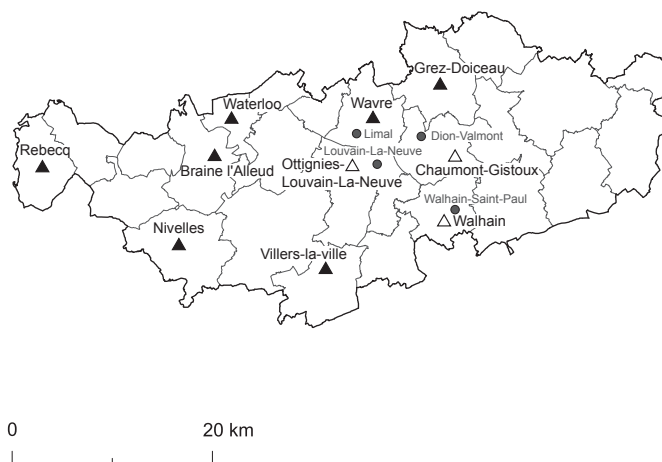 Grez-Doiceau
Waterloo
Wavre
Limal
Dion-Valmont
Rebecq
Braine l'Alleud
Louvain-La-Neuve
Ottignies-
Louvain-La-Neuve
Chaumont-Gistoux
Walhain-Saint-Paul
Walhain
Nivelles
Villers-la-ville
0
20 km